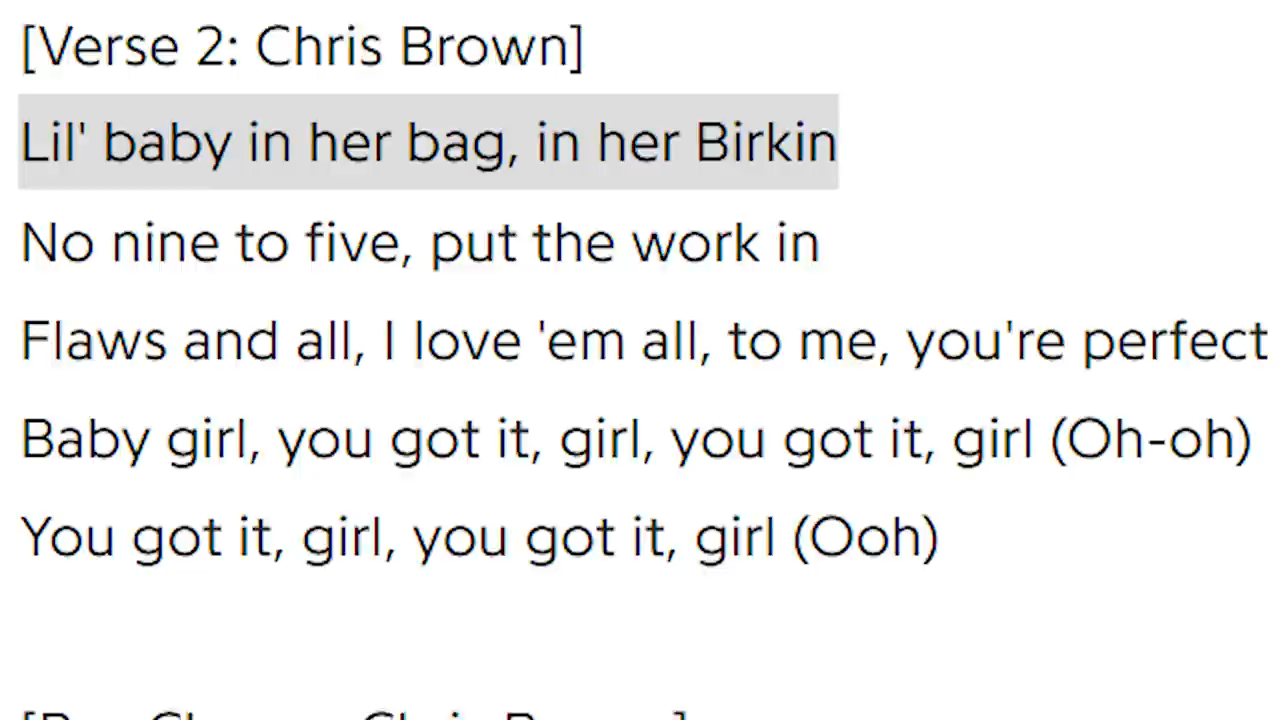 [Verse 2: Chris Brown]
Lil' baby in her bag, in her Birkin
No nine to five, put the work in
Flaws and all, I love 'em all, to me, you're perfect
Baby girl, you got it, girl, you got it, girl (Oh-oh)
You got it, girl, you got it, girl (Ooh)